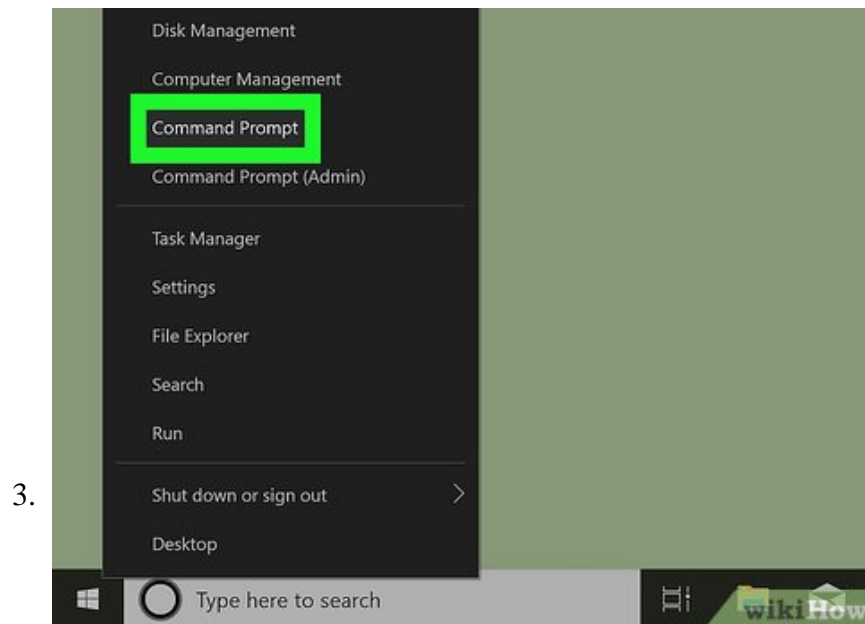 Disk Management
Computer Management
Command Prompt
Command Prompt (Admin)
Task Manager
Settings
File Explorer
Search
Run
3.
Shut down or sign out
Desktop
Type here to search
wikiHow